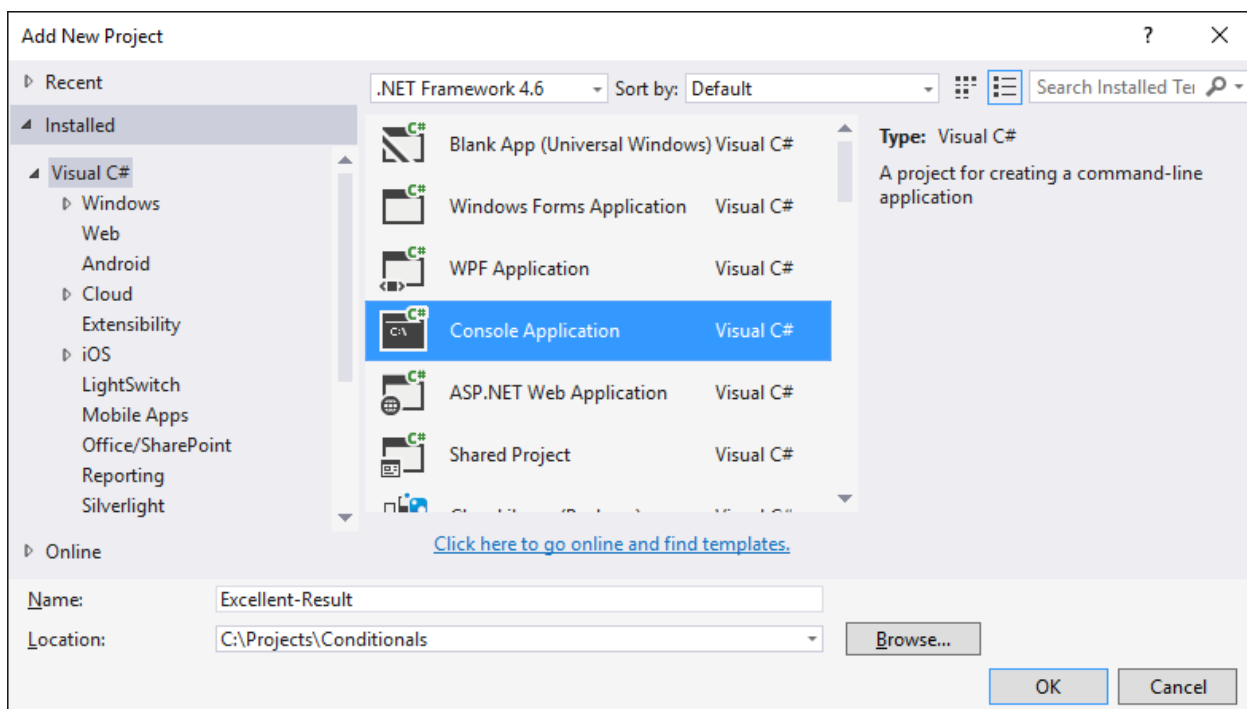 Add New Project
?
Recent
Installed
Visual C#
Windows
Web
Android
Cloud
Extensibility
iOS
LightSwitch
Mobile Apps
Office/SharePoint
Reporting
Silverlight
Online
.NET Framework 4.6
Sort by: Default
Search Installed Te
Blank App (Universal Windows) Visual C#
Windows Forms Application Visual C#
WPF Application Visual C#
Console Application Visual C#
ASP.NET Web Application Visual C#
Shared Project Visual C#
Click here to go online and find templates.
Type: Visual C#
A project for creating a command-line
application
Name: Excellent-Result
Location: C:\Projects\Conditionals
Browse...
OK Cancel